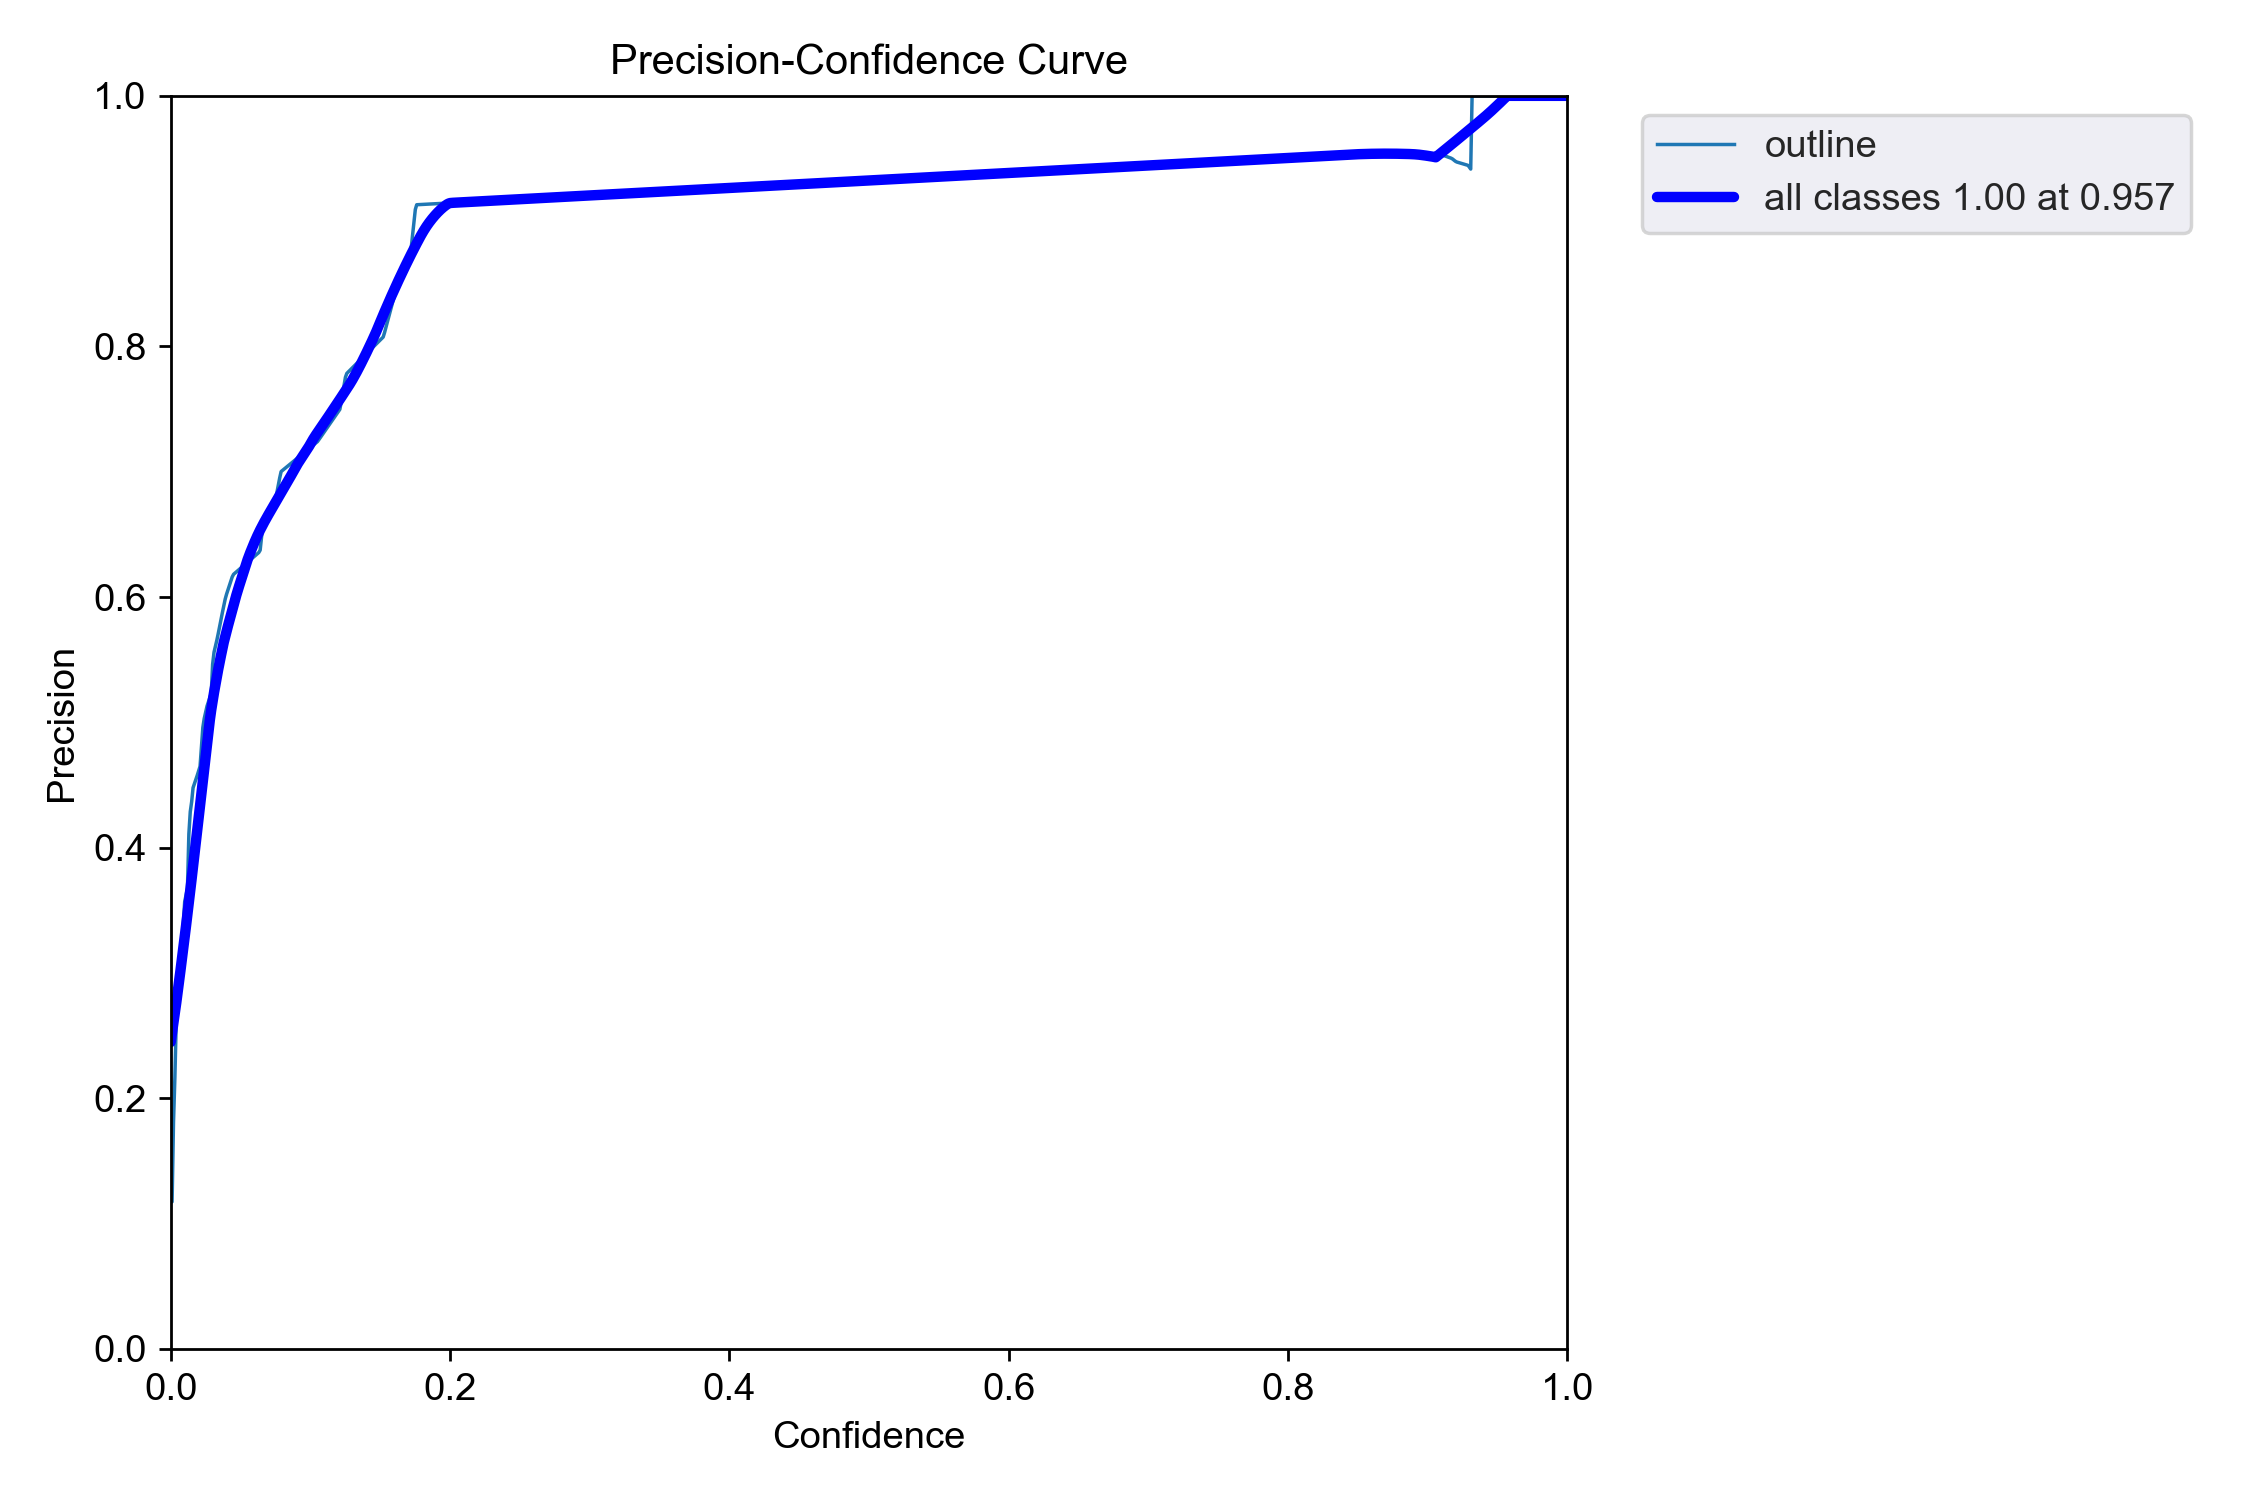 Precision-Confidence Curve
1.0
0.8
0.6
0.4
0.2
0.0
Precision
0.0 0.2 0.4 0.6 0.8 1.0
Confidence
outline
all classes 1.00 at 0.957